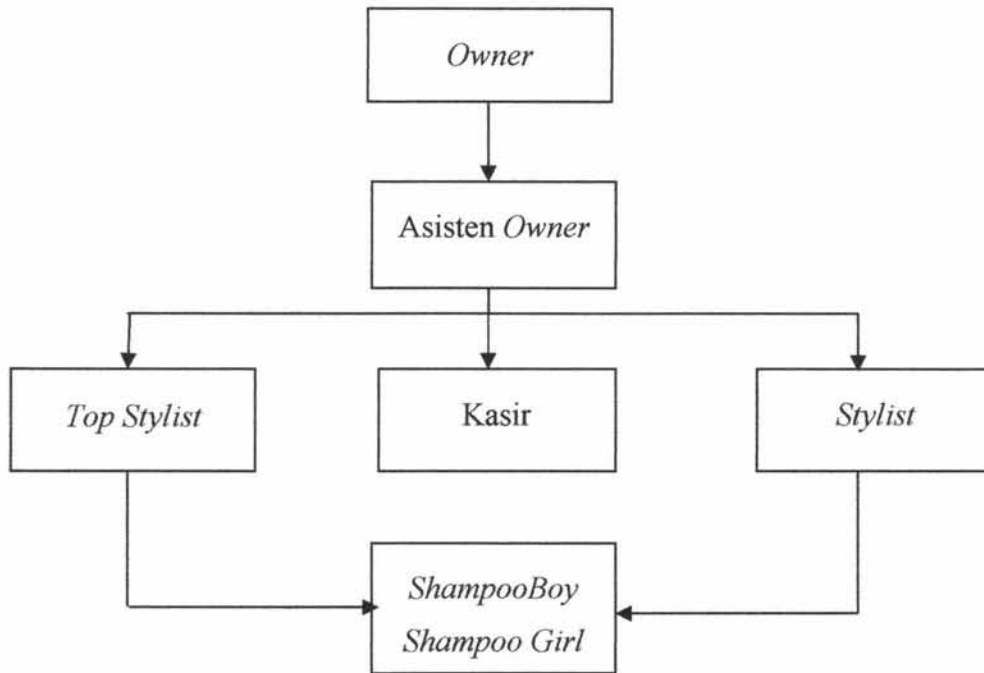 Owner
Asisten Owner
Top Stylist
Kasir
Stylist
ShampooBoy
Shampoo Girl